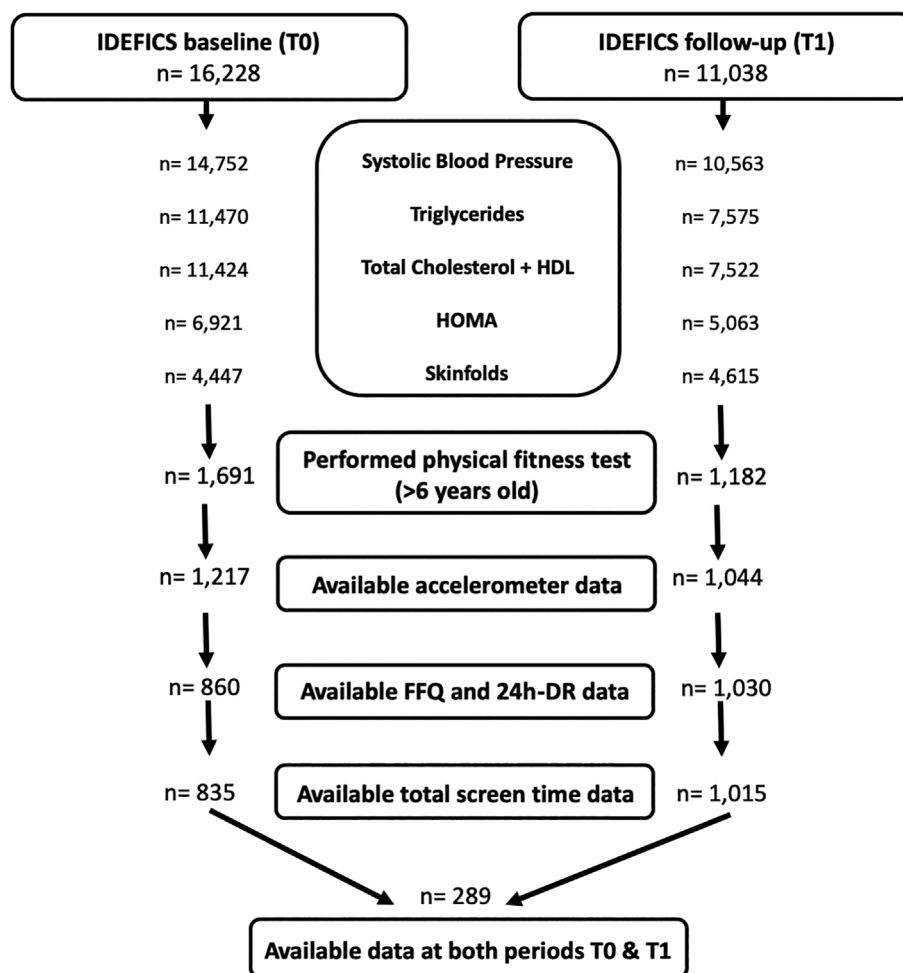 IDEFICS baseline (T0)
n= 16,228
IDEFICS follow-up (T1)
n= 11,038
n= 14,752
Systolic Blood Pressure
n= 10,563
n= 11,470
Triglycerides
n= 7,575
n= 11,424
Total Cholesterol + HDL
n= 7,522
n= 6,921
HOMA
n= 5,063
n= 4,447
Skinfolds
n= 4,615
n= 1,691
Performed physical fitness test
(>6 years old)
n= 1,182
n= 1,217
Available accelerometer data
n= 1,044
n= 860
Available FFQ and 24h-DR data
n= 1,030
n= 835
Available total screen time data
n= 1,015
n= 289
Available data at both periods T0 & T1